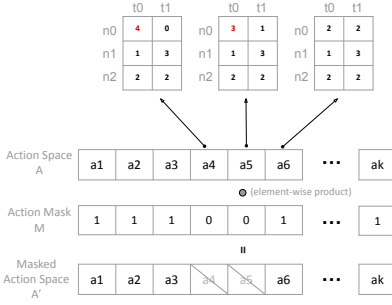 t0 t1 t0 t1 t0 t1
n0 4 0 n0 3 1 n0 2 2
n1 1 3 n1 1 3 n1 1 3
n2 2 2 n2 2 2 n2 2 2
Action Space
A
a1 a2 a3 a4 a5 a6 ... ak
(element-wise product)
Action Mask
M
1 1 1 0 0 1 ... 1
=
Masked
Action Space
A'
a1 a2 a3 a4 a5 a6 ... ak